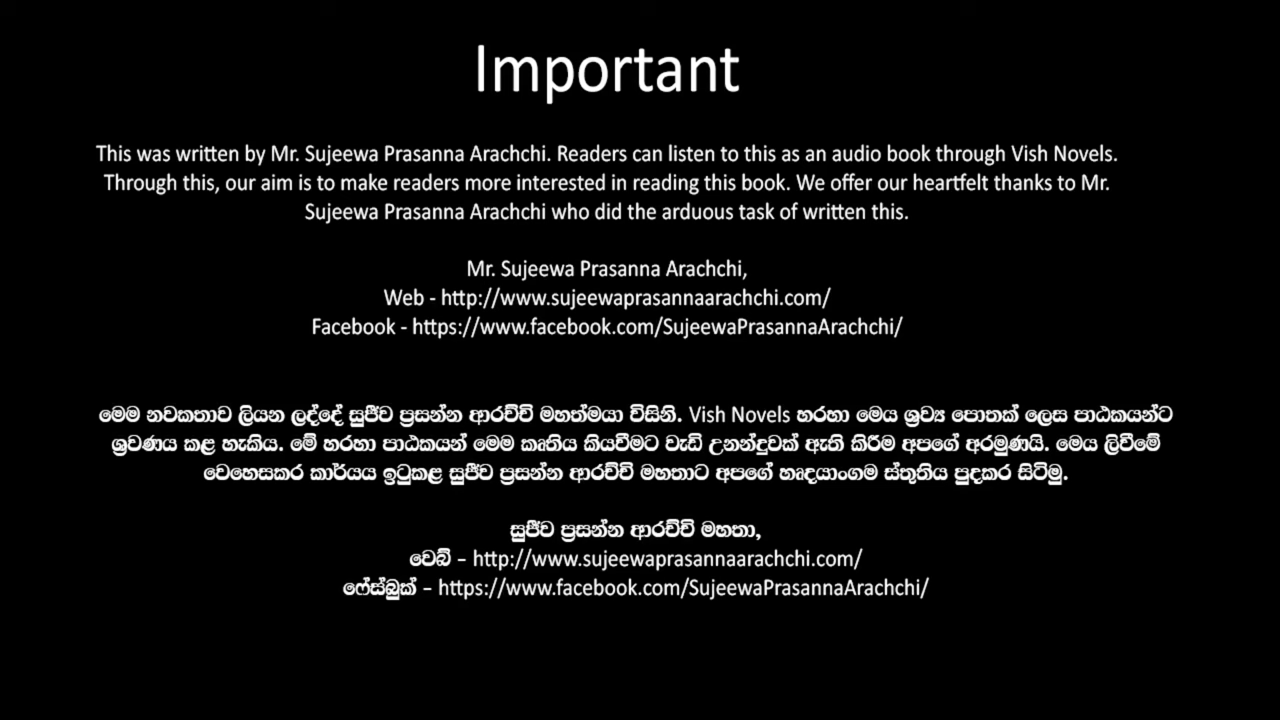 Important
This was written by Mr. Sujeewa Prasanna Arachchi. Readers can listen to this as an audio book through Vish Novels.
Through this, our aim is to make readers more interested in reading this book. We offer our heartfelt thanks to Mr.
Sujeewa Prasanna Arachchi who did the arduous task of written this.
Mr. Sujeewa Prasanna Arachchi,
Web - http://www.sujeewaprasannaarachchi.com/
Facebook - https://www.facebook.com/SujeewaPrasannaArachchi/
මෙම නවකතාව ලියන ලද්දේ සුජීව ප්‍රසන්න ආරච්චි මහත්මයා විසිනි. Vish Novels හරහා මෙය ශ්‍රව්‍ය පොතක් ලෙස පාඨකයන්ට
ශ්‍රවණය කළ හැකිය. මේ හරහා පාඨකයන් මෙම කෘතිය කියවීමට වැඩි උනන්දුවක් ඇති කිරීම අපගේ අරමුණයි. මෙය ලිවීමේ
වෙහෙසකර කාර්යය ඉටුකළ සුජීව ප්‍රසන්න ආරච්චි මහතාට අපගේ හෘදයාංගම ස්තුතිය පුදකර සිටිමු.
සුජීව ප්‍රසන්න ආරච්චි මහතා,
වෙබ් – http://www.sujeewaprasannaarachchi.com/
ෆේස්බුක් – https://www.facebook.com/SujeewaPrasannaArachchi/